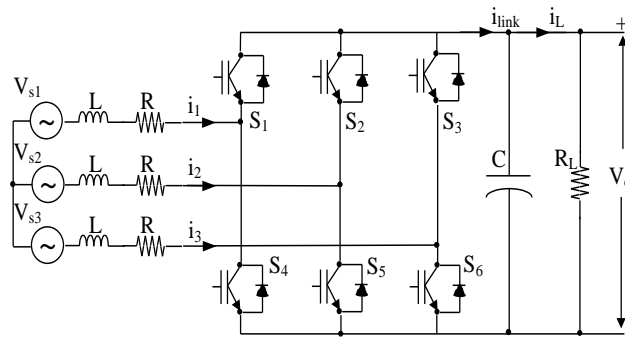 i_link i_L
+
V_s1 L R i_1 S_1 S_2 S_3
V_s2 L R i_2 C R_L
V_s3 L R i_3 S_4 S_5 S_6